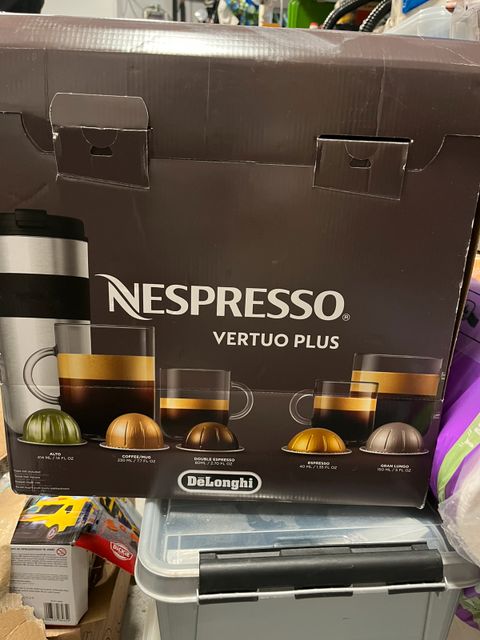 NESPRESSO®
VERTUO PLUS
ALTO
414 ML / 14 FL OZ
COFFEE/MUG
230 ML / 7.7 FL OZ
DOUBLE ESPRESSO
80ML / 2.70 FL OZ
ESPRESSO
40 ML / 1.35 FL OZ
GRAN LUNGO
150 ML / 5 FL OZ
DeLonghi
DICKIE